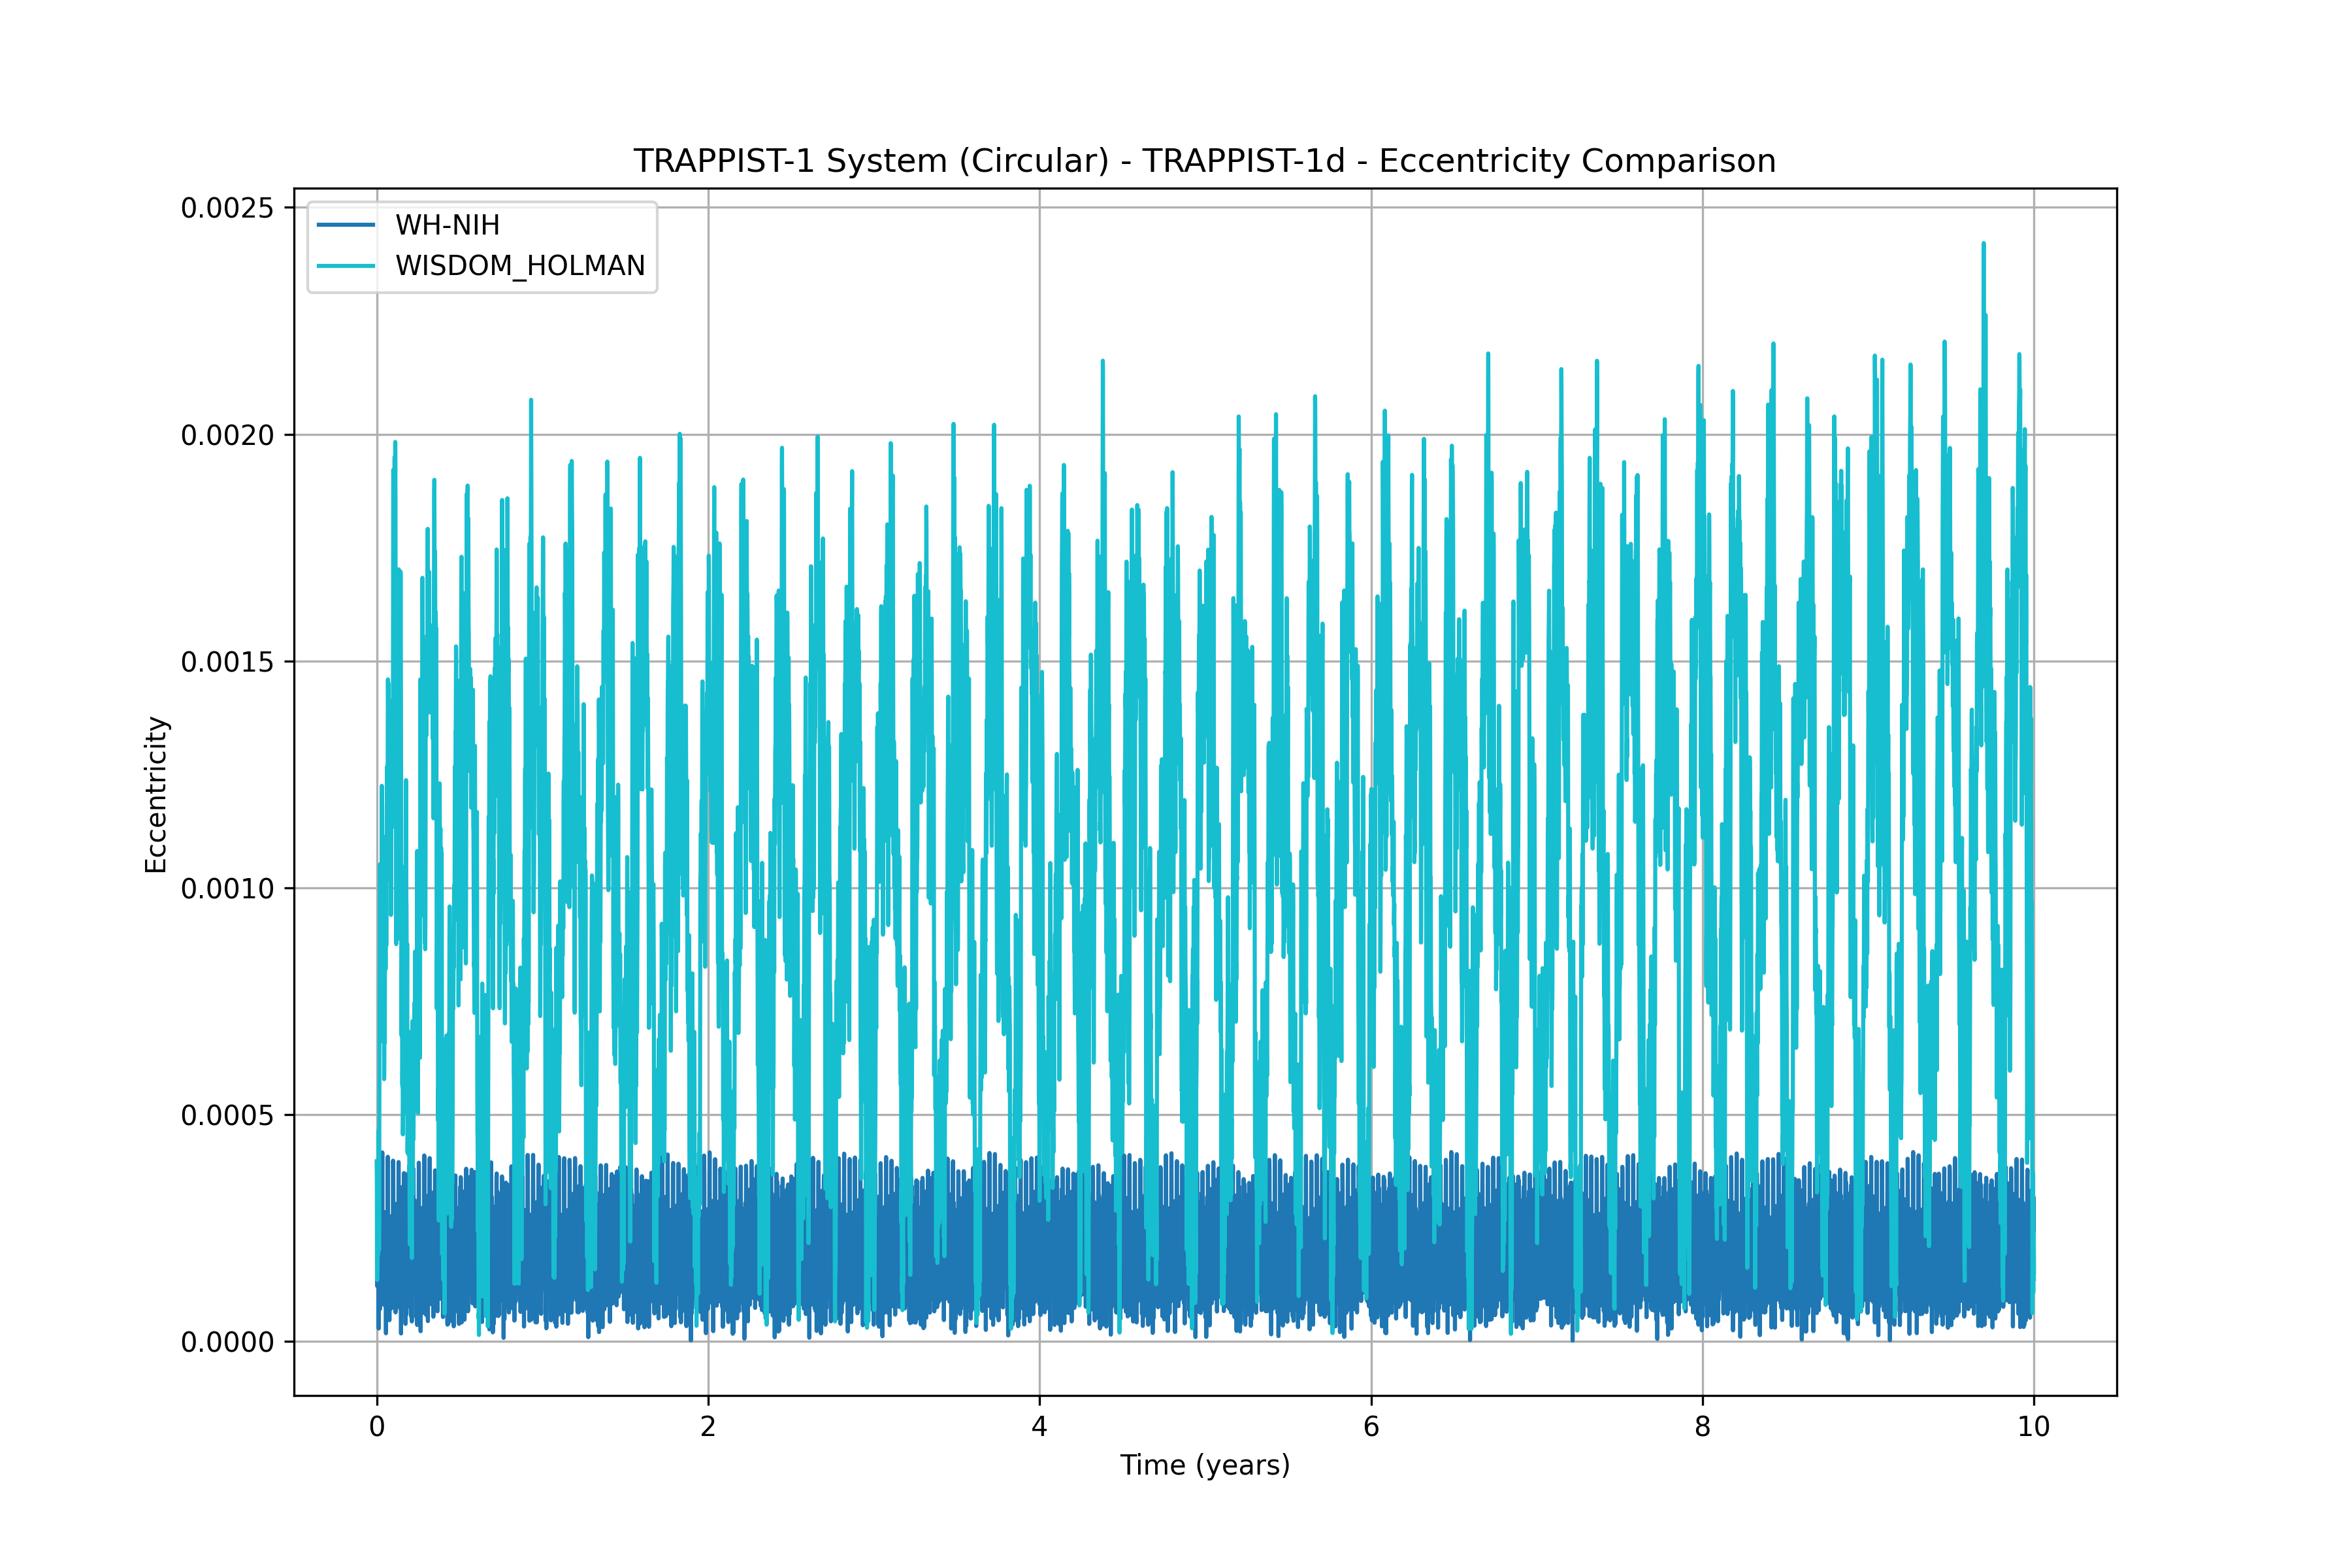 TRAPPIST-1 System (Circular) - TRAPPIST-1d - Eccentricity Comparison
WH-NIH
WISDOM_HOLMAN
Eccentricity
0.0025
0.0020
0.0015
0.0010
0.0005
0.0000
0 2 4 6 8 10
Time (years)